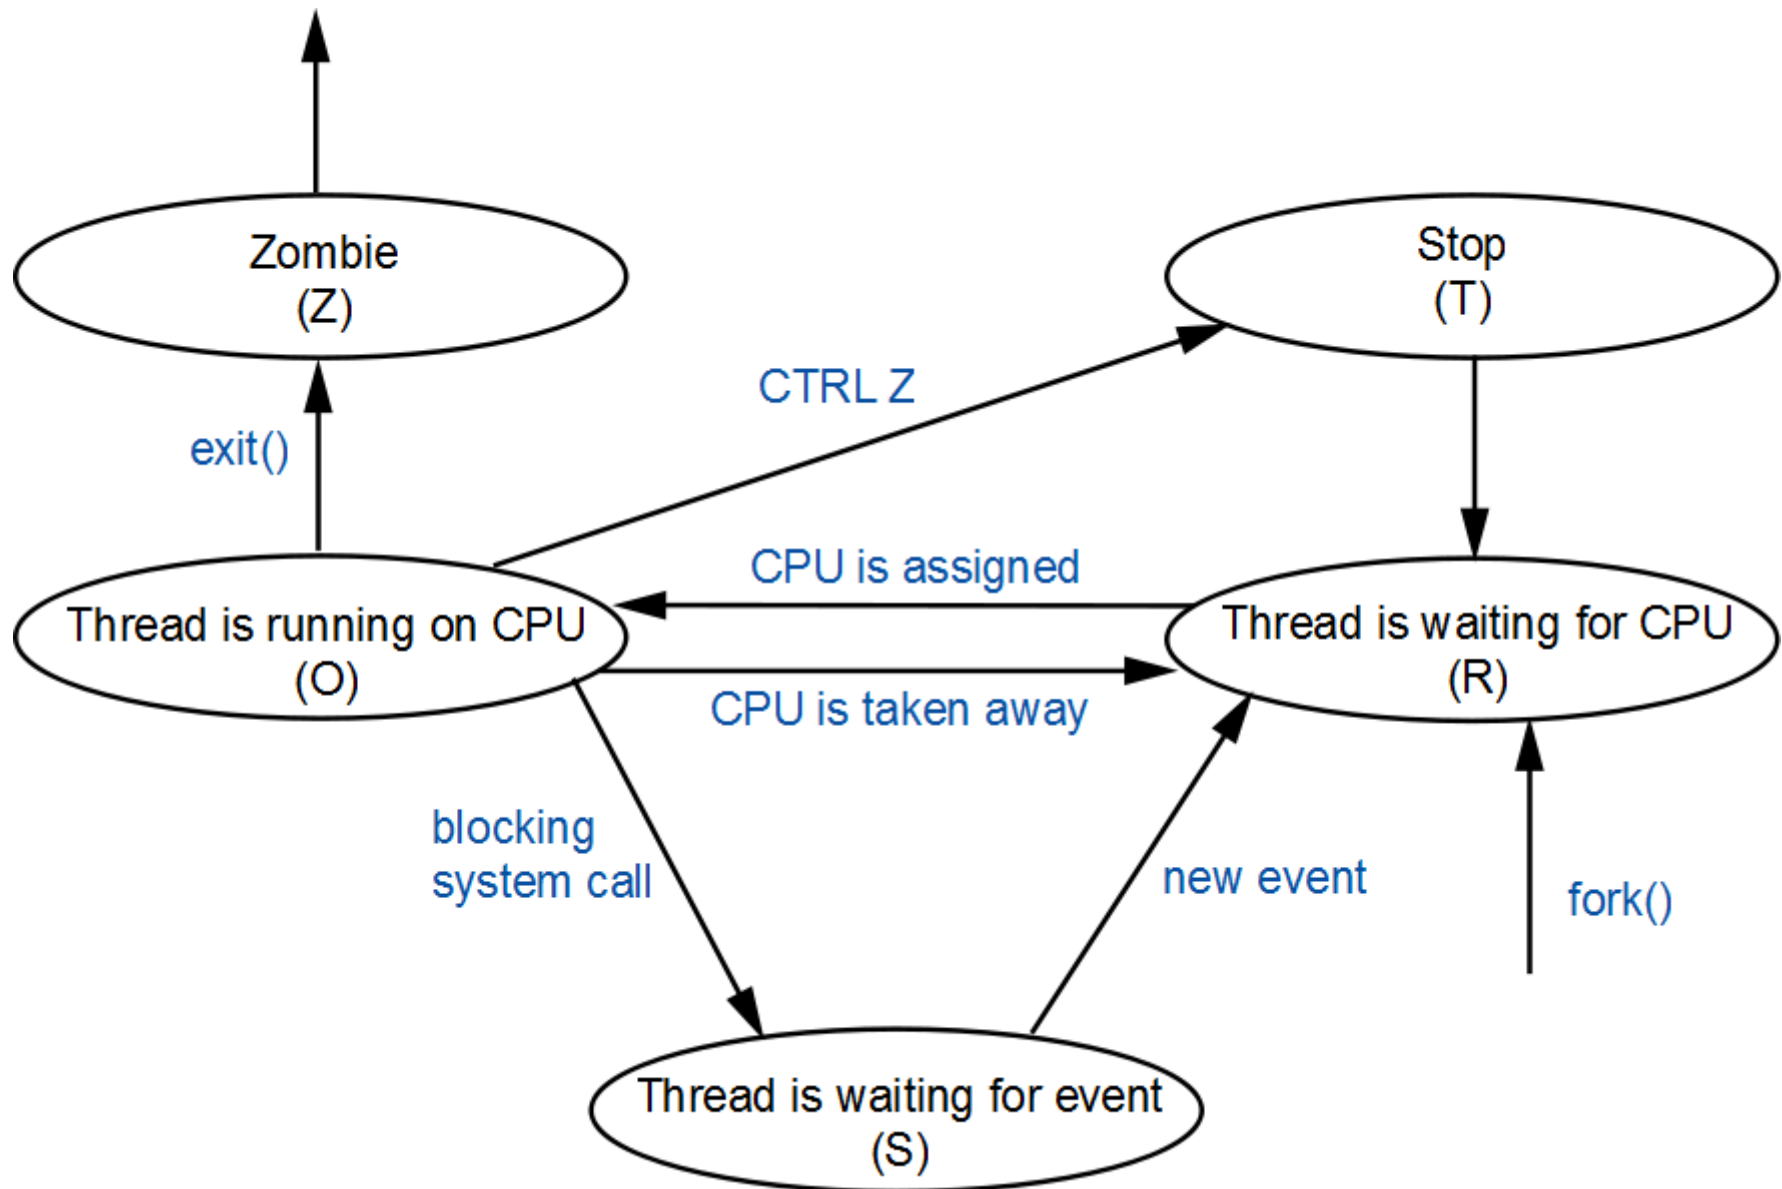 Zombie
(Z)
Stop
(T)
CTRL Z
exit()
CPU is assigned
Thread is running on CPU
(O)
Thread is waiting for CPU
(R)
CPU is taken away
blocking
system call
new event
fork()
Thread is waiting for event
(S)